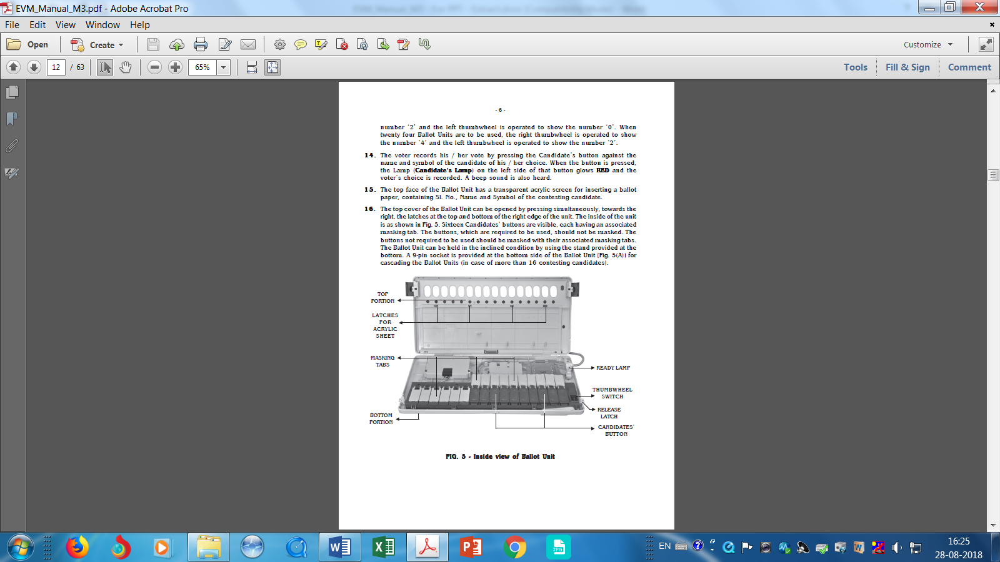 EVM_Manual_M3.pdf - Adobe Acrobat Pro
File Edit View Window Help
Open Create Customize
12 / 63 65% Tools Fill & Sign Comment
- 6 -
number ‘2’ and the left thumbwheel is operated to show the number ‘0’. When
twenty four Ballot Units are to be used, the right thumbwheel is operated to show
the number ‘4’ and the left thumbwheel is operated to show the number ‘2’.
14. The voter records his / her vote by pressing the Candidate’s button against the
name and symbol of the candidate of his / her choice. When the button is pressed,
the Lamp (Candidate’s Lamp) on the left side of that button glows RED and the
voter’s choice is recorded. A beep sound is also heard.
15. The top face of the Ballot Unit has a transparent acrylic screen for inserting a ballot
paper, containing Sl. No., Name and Symbol of the contesting candidate.
16. The top cover of the Ballot Unit can be opened by pressing simultaneously, towards the
right, the latches at the top and bottom of the right edge of the unit. The inside of the unit
is as shown in Fig. 5. Sixteen Candidates’ buttons are visible, each having an associated
masking tab. The buttons, which are required to be used, should not be masked. The
buttons not required to be used should be masked with their associated masking tabs.
The Ballot Unit can be held in the inclined condition by using the stand provided at the
bottom. A 9-pin socket is provided at the bottom side of the Ballot Unit [Fig. 5(A)] for
cascading the Ballot Units (in case of more than 16 contesting candidates).
TOP
PORTION
LATCHES
FOR
ACRYLIC
SHEET
MASKING
TABS
READY LAMP
THUMBWHEEL
SWITCH
RELEASE
LATCH
BOTTOM
PORTION
CANDIDATES’
BUTTON
FIG. 5 - Inside view of Ballot Unit
EN
16:25
28-08-2018
JPG